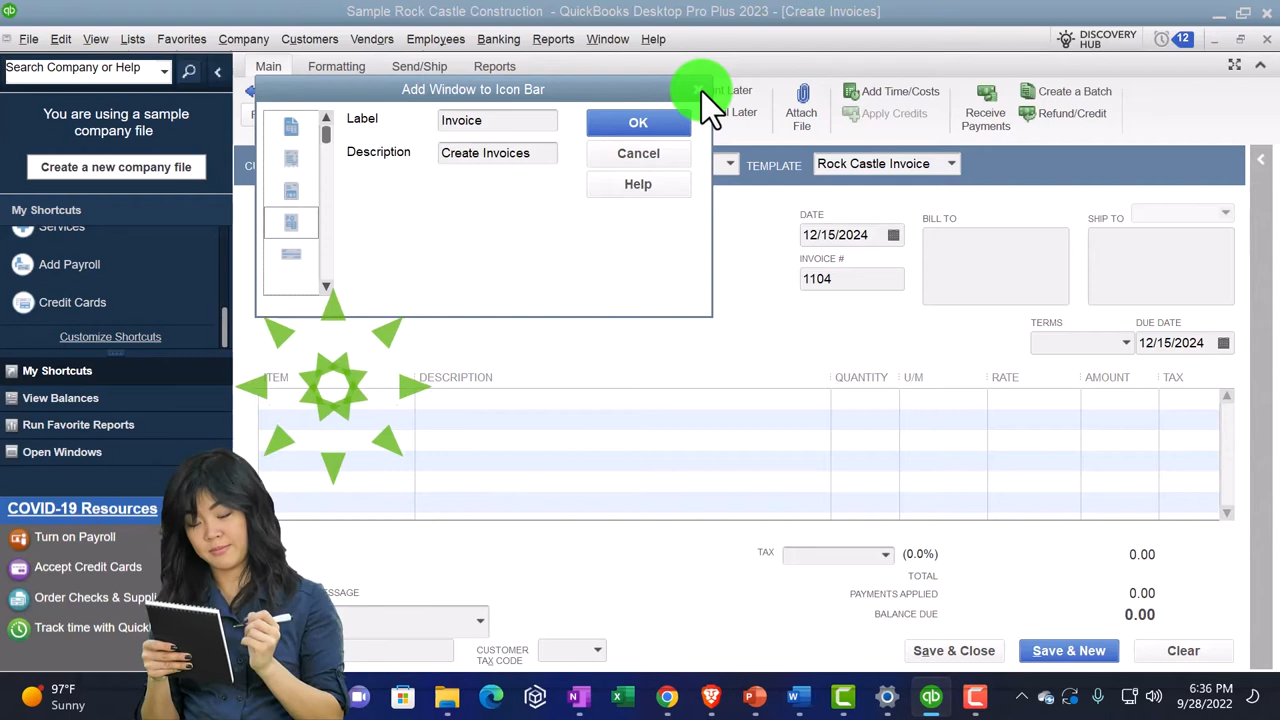 Sample Rock Castle Construction - QuickBooks Desktop Pro Plus 2023 - [Create Invoices]
File Edit View Lists Favorites Company Customers Vendors Employees Banking Reports Window Help
DISCOVERY HUB
12
Search Company or Help
Main Formatting Send/Ship Reports
You are using a sample company file
Create a new company file
My Shortcuts
Services
Add Payroll
Credit Cards
Customize Shortcuts
My Shortcuts
View Balances
Run Favorite Reports
Open Windows
COVID-19 Resources
Turn on Payroll
Accept Credit Cards
Order Checks &
Track time with
Add Window to Icon Bar
Label Invoice OK
Description Create Invoices Cancel
Help
Later
Later
Attach File
Add Time/Costs
Apply Credits
Receive Payments
Create a Batch
Refund/Credit
TEMPLATE Rock Castle Invoice
DATE
12/15/2024
INVOICE #
1104
BILL TO
SHIP TO
TERMS DUE DATE
12/15/2024
ITEM DESCRIPTION QUANTITY U/M RATE AMOUNT TAX
TAX (0.0%) 0.00
TOTAL
PAYMENTS APPLIED 0.00
BALANCE DUE 0.00
CUSTOMER TAX CODE
Save & Close Save & New Clear
97°F
Sunny
6:36 PM
9/28/2022